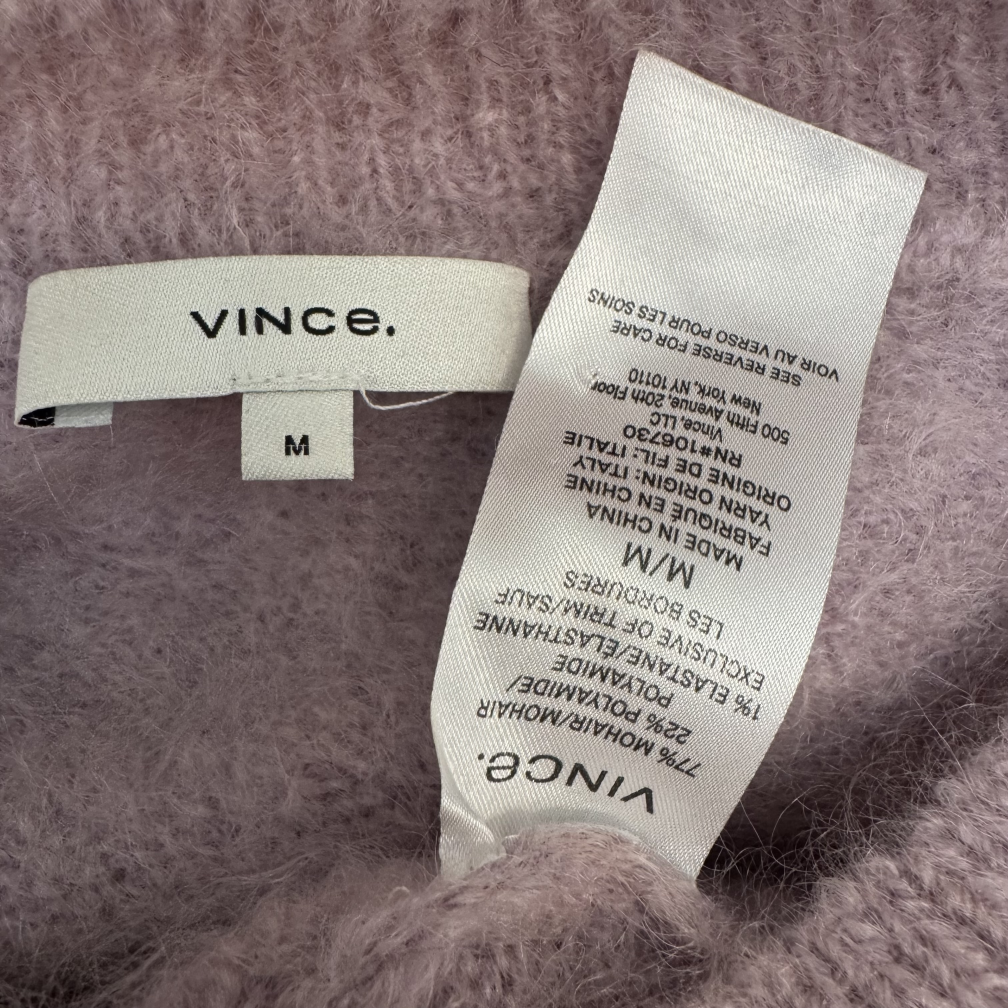 VINCE.
M
VINCE.
77% MOHAIR/MOHAIR
22% POLYAMIDE/
POLYAMIDE
1% ELASTANE/ELASTHANNE
EXCLUSIVE OF TRIM/SAUF
LES BORDURES
M/M
MADE IN CHINA
FABRIQUÉ EN CHINE
YARN ORIGIN: ITALY
ORIGINE DE FIL: ITALIE
RN#106730
Vince, LLC
500 Fifth Avenue, 20th Floor
New York, NY 10110
SEE REVERSE FOR CARE
VOIR AU VERSO POUR LES SOINS